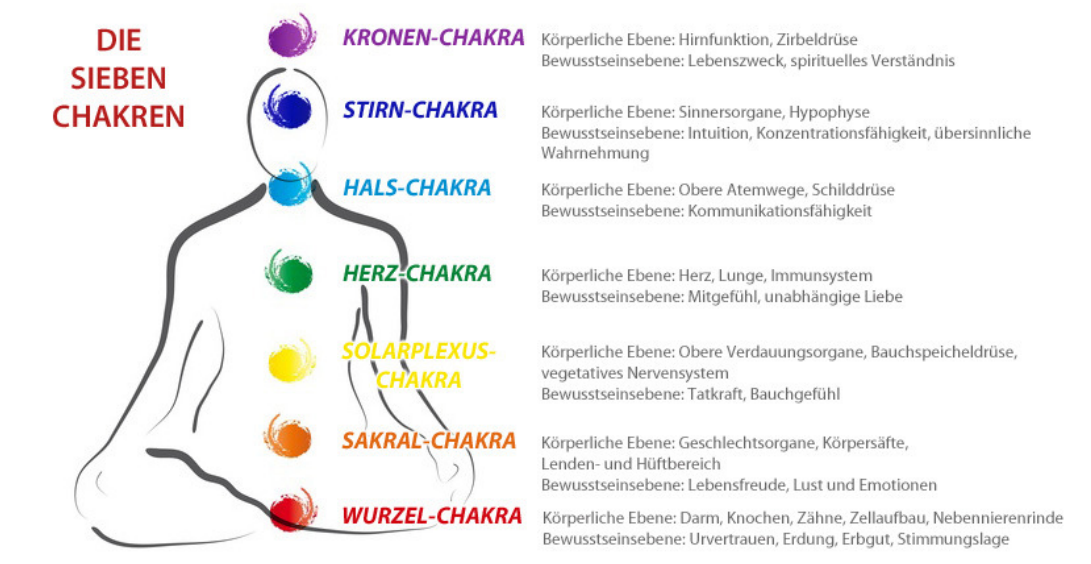 DIE
SIEBEN
CHAKREN
KRONEN-CHAKRA
Körperliche Ebene: Hirnfunktion, Zirbeldrüse
Bewusstseinsebene: Lebenszweck, spirituelles Verständnis
STIRN-CHAKRA
Körperliche Ebene: Sinnersorgane, Hypophyse
Bewusstseinsebene: Intuition, Konzentrationsfähigkeit, übersinnliche
Wahrnehmung
HALS-CHAKRA
Körperliche Ebene: Obere Atemwege, Schilddrüse
Bewusstseinsebene: Kommunikationsfähigkeit
HERZ-CHAKRA
Körperliche Ebene: Herz, Lunge, Immunsystem
Bewusstseinsebene: Mitgefühl, unabhängige Liebe
SOLARPLEXUS-
CHAKRA
Körperliche Ebene: Obere Verdauungsorgane, Bauchspeicheldrüse,
vegetatives Nervensystem
Bewusstseinsebene: Tatkraft, Bauchgefühl
SAKRAL-CHAKRA
Körperliche Ebene: Geschlechtsorgane, Körpersäfte,
Lenden- und Hüftbereich
Bewusstseinsebene: Lebensfreude, Lust und Emotionen
WURZEL-CHAKRA
Körperliche Ebene: Darm, Knochen, Zähne, Zellaufbau, Nebennierenrinde
Bewusstseinsebene: Urvertrauen, Erdung, Erbgut, Stimmungslage